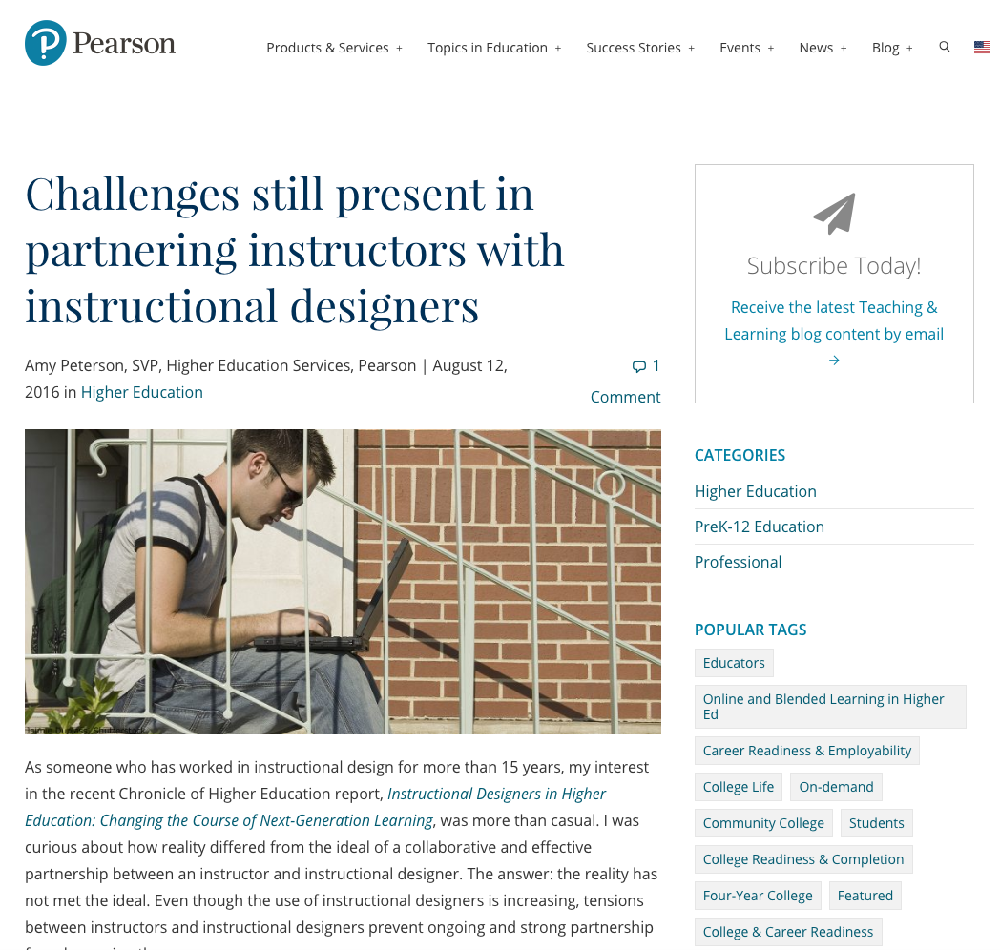 Pearson
Products & Services +
Topics in Education +
Success Stories +
Events +
News +
Blog +
Challenges still present in
partnering instructors with
instructional designers
Amy Peterson, SVP, Higher Education Services, Pearson | August 12,
2016 in Higher Education
1
Comment
As someone who has worked in instructional design for more than 15 years, my interest
in the recent Chronicle of Higher Education report, Instructional Designers in Higher
Education: Changing the Course of Next-Generation Learning, was more than casual. I was
curious about how reality differed from the ideal of a collaborative and effective
partnership between an instructor and instructional designer. The answer: the reality has
not met the ideal. Even though the use of instructional designers is increasing, tensions
between instructors and instructional designers prevent ongoing and strong partnership
Subscribe Today!
Receive the latest Teaching &
Learning blog content by email
→
CATEGORIES
Higher Education
PreK-12 Education
Professional
POPULAR TAGS
Educators
Online and Blended Learning in Higher
Ed
Career Readiness & Employability
College Life
On-demand
Community College
Students
College Readiness & Completion
Four-Year College
Featured
College & Career Readiness